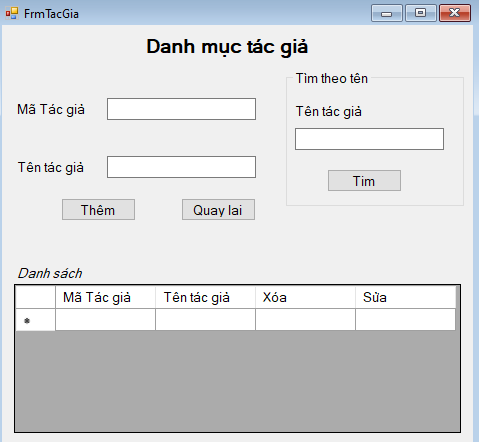 FrmTacGia
Danh mục tác giả
Mã Tác giả
Tên tác giả
Thêm
Quay lai
Tìm theo tên
Tên tác giả
Tim
Danh sách
Mã Tác giả Tên tác giả Xóa Sửa